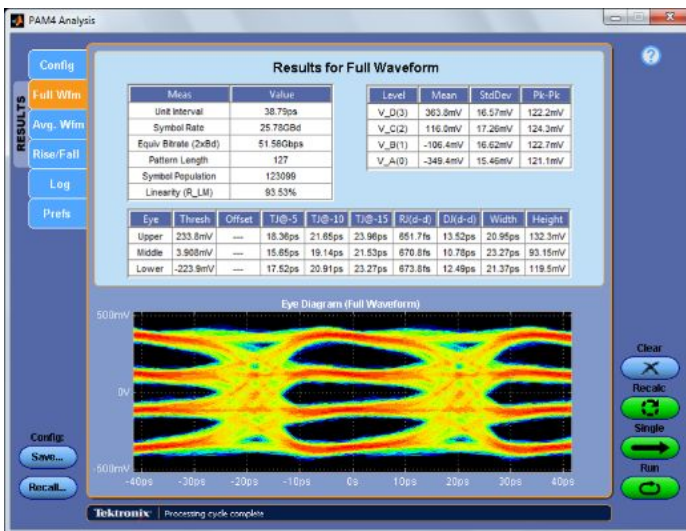 PAM4 Analysis
RESULTS
Config
Full Wfm
Avg. Wfm
Rise/Fall
Log
Prefs
Results for Full Waveform
Meas Value
Unit Interval 38.79ps
Symbol Rate 25.78GBd
Equiv Bitrate (2xBd) 51.56Gbps
Pattern Length 127
Symbol Population 123099
Linearity (R_LM) 93.53%
Level Mean StdDev Pk-Pk
V_D(3) 363.8mV 16.57mV 122.2mV
V_C(2) 116.0mV 17.26mV 124.3mV
V_B(1) -106.4mV 16.62mV 122.7mV
V_A(0) -349.4mV 15.46mV 121.1mV
Eye Thresh Offset TJ@-5 TJ@-10 TJ@-15 RJ(d-d) DJ(d-d) Width Height
Upper 233.8mV --- 18.36ps 21.65ps 23.96ps 651.7fs 13.52ps 20.95ps 132.3mV
Middle 3.908mV --- 15.65ps 19.14ps 21.53ps 670.8fs 10.78ps 23.27ps 93.15mV
Lower -223.9mV --- 17.52ps 20.91ps 23.27ps 673.8fs 12.49ps 21.37ps 119.5mV
Eye Diagram (Full Waveform)
500mV
0V
-500mV
-40ps -30ps -20ps -10ps 0s 10ps 20ps 30ps 40ps
?
Clear
Recalc
Single
Run
Config:
Save...
Recall...
Tektronix Processing cycle complete